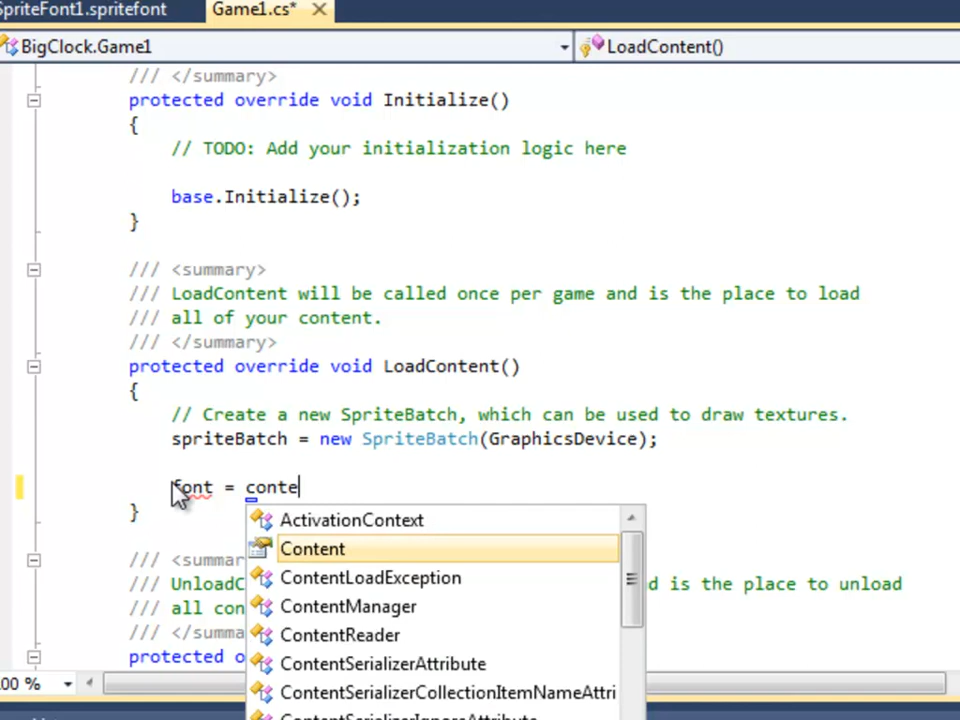 SpriteFont1.spritefont Game1.cs*
BigClock.Game1 LoadContent()
/// </summary>
protected override void Initialize()
{
// TODO: Add your initialization logic here
base.Initialize();
}
/// <summary>
/// LoadContent will be called once per game and is the place to load
/// all of your content.
/// </summary>
protected override void LoadContent()
{
// Create a new SpriteBatch, which can be used to draw textures.
spriteBatch = new SpriteBatch(GraphicsDevice);
font = conte
}
ActivationContext
Content
ContentLoadException
ContentManager
ContentReader
ContentSerializerAttribute
ContentSerializerCollectionItemNameAttri
ContentSerializerIgnoreAttribute
/// <summar
/// UnloadC d is the place to unload
/// all con
/// </summa
protected o
00 %